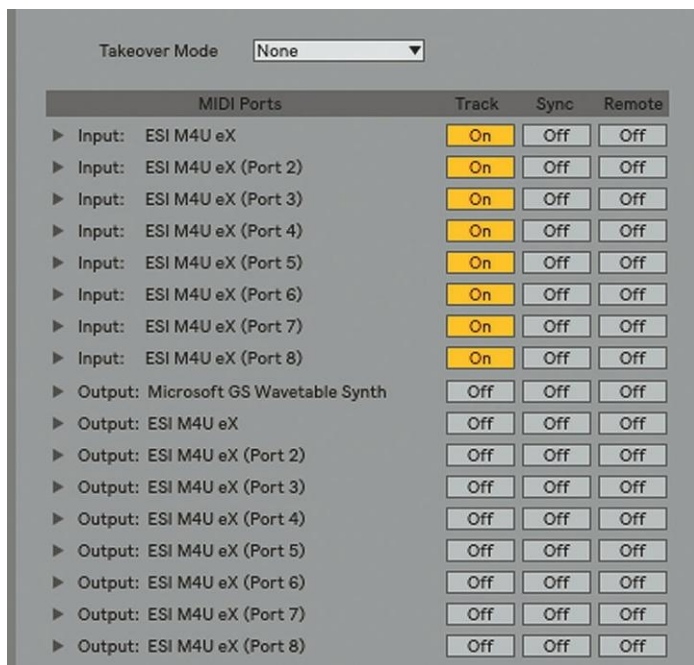 Takeover Mode None
MIDI Ports Track Sync Remote
Input: ESI M4U eX On Off Off
Input: ESI M4U eX (Port 2) On Off Off
Input: ESI M4U eX (Port 3) On Off Off
Input: ESI M4U eX (Port 4) On Off Off
Input: ESI M4U eX (Port 5) On Off Off
Input: ESI M4U eX (Port 6) On Off Off
Input: ESI M4U eX (Port 7) On Off Off
Input: ESI M4U eX (Port 8) On Off Off
Output: Microsoft GS Wavetable Synth Off Off Off
Output: ESI M4U eX Off Off Off
Output: ESI M4U eX (Port 2) Off Off Off
Output: ESI M4U eX (Port 3) Off Off Off
Output: ESI M4U eX (Port 4) Off Off Off
Output: ESI M4U eX (Port 5) Off Off Off
Output: ESI M4U eX (Port 6) Off Off Off
Output: ESI M4U eX (Port 7) Off Off Off
Output: ESI M4U eX (Port 8) Off Off Off